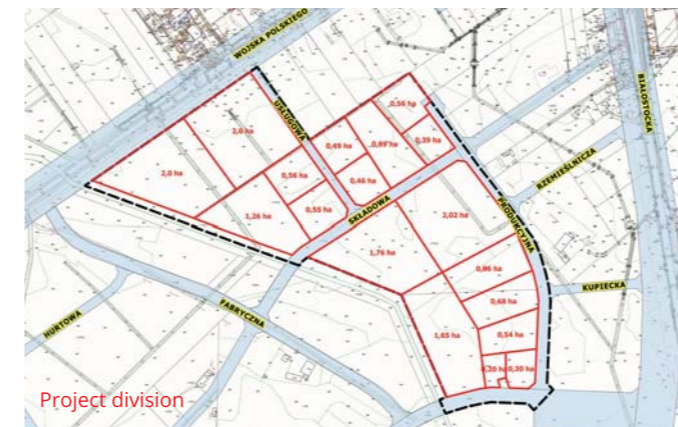 WOJSKA POLSKIEGO
BIAŁOSTOCKA
USŁUGOWA
0,56 ha
2,0 ha
0,49 ha
0,39 ha
2,0 ha
0,56 ha
0,46 ha
RZEMIEŚLNICZA
1,26 ha
0,55 ha
SKŁADOWA
2,02 ha
PRODUKCYJNA
1,76 ha
0,86 ha
KUPIECKA
0,68 ha
HURTOWA
FABRYCZNA
1,65 ha
0,54 ha
0,30 ha
Project division